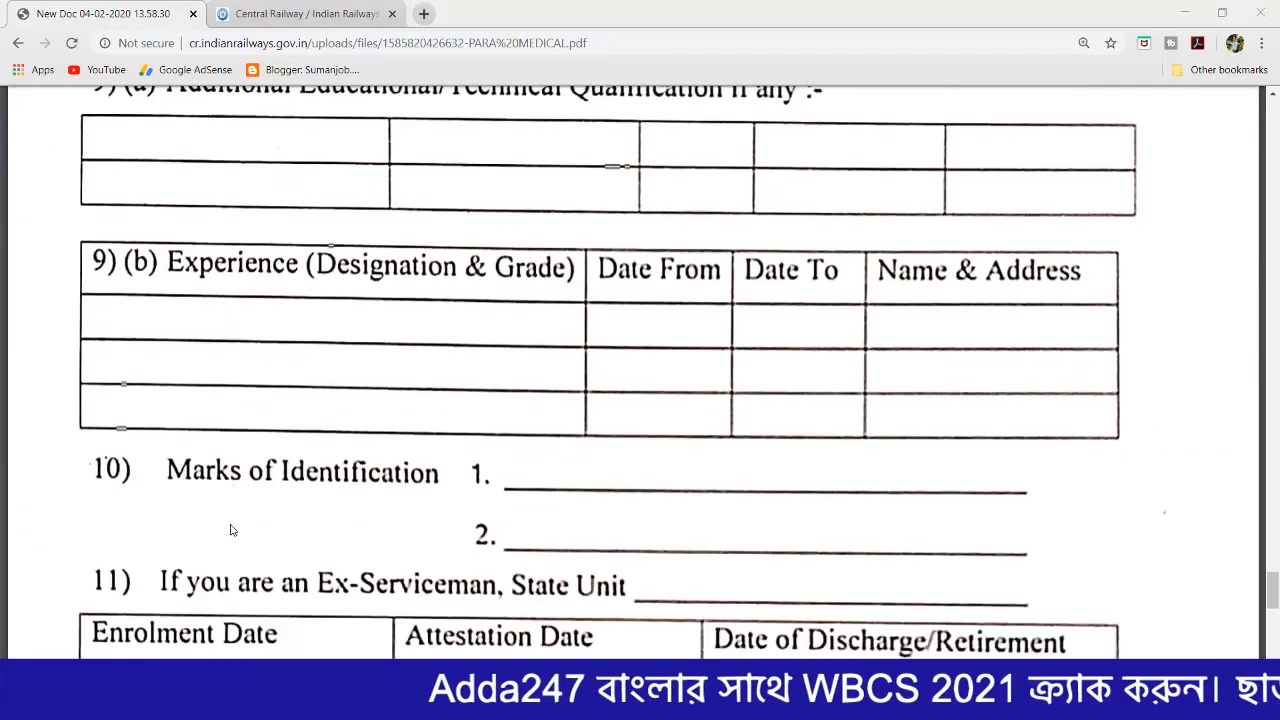 New Doc 04-02-2020 13.58.30
Central Railway / Indian Railways
Not secure
cr.indianrailways.gov.in/uploads/files/1585820426632-PARA%20MEDICAL.pdf
Apps
YouTube
Google AdSense
Blogger: Sumanjob....
Other bookmarks
9) (a) Additional Educational/Technical Qualification if any :-
9) (b) Experience (Designation & Grade) Date From Date To Name & Address
10) Marks of Identification 1.
2.
11) If you are an Ex-Serviceman, State Unit
Enrolment Date Attestation Date Date of Discharge/Retirement
Adda247 বাংলার সাথে WBCS 2021 ক্র্যাক করুন। ছাড়